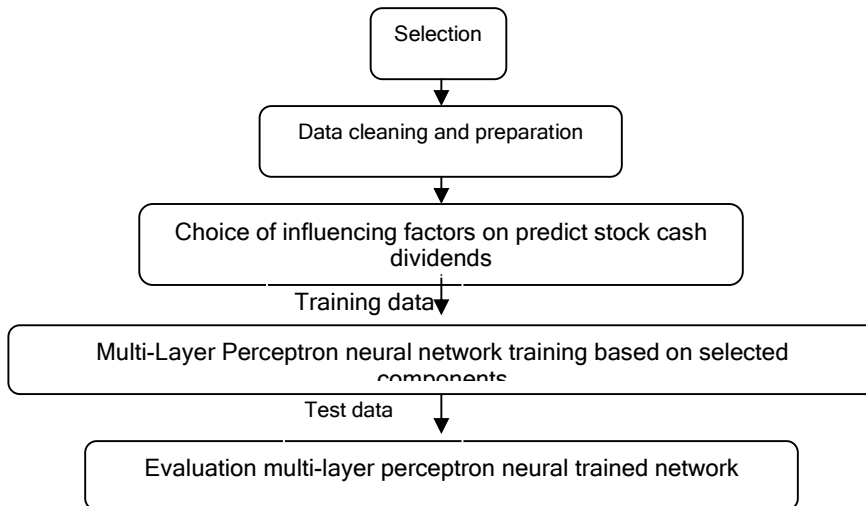 Selection
Data cleaning and preparation
Choice of influencing factors on predict stock cash
dividends
Training data
Multi-Layer Perceptron neural network training based on selected
components
Test data
Evaluation multi-layer perceptron neural trained network